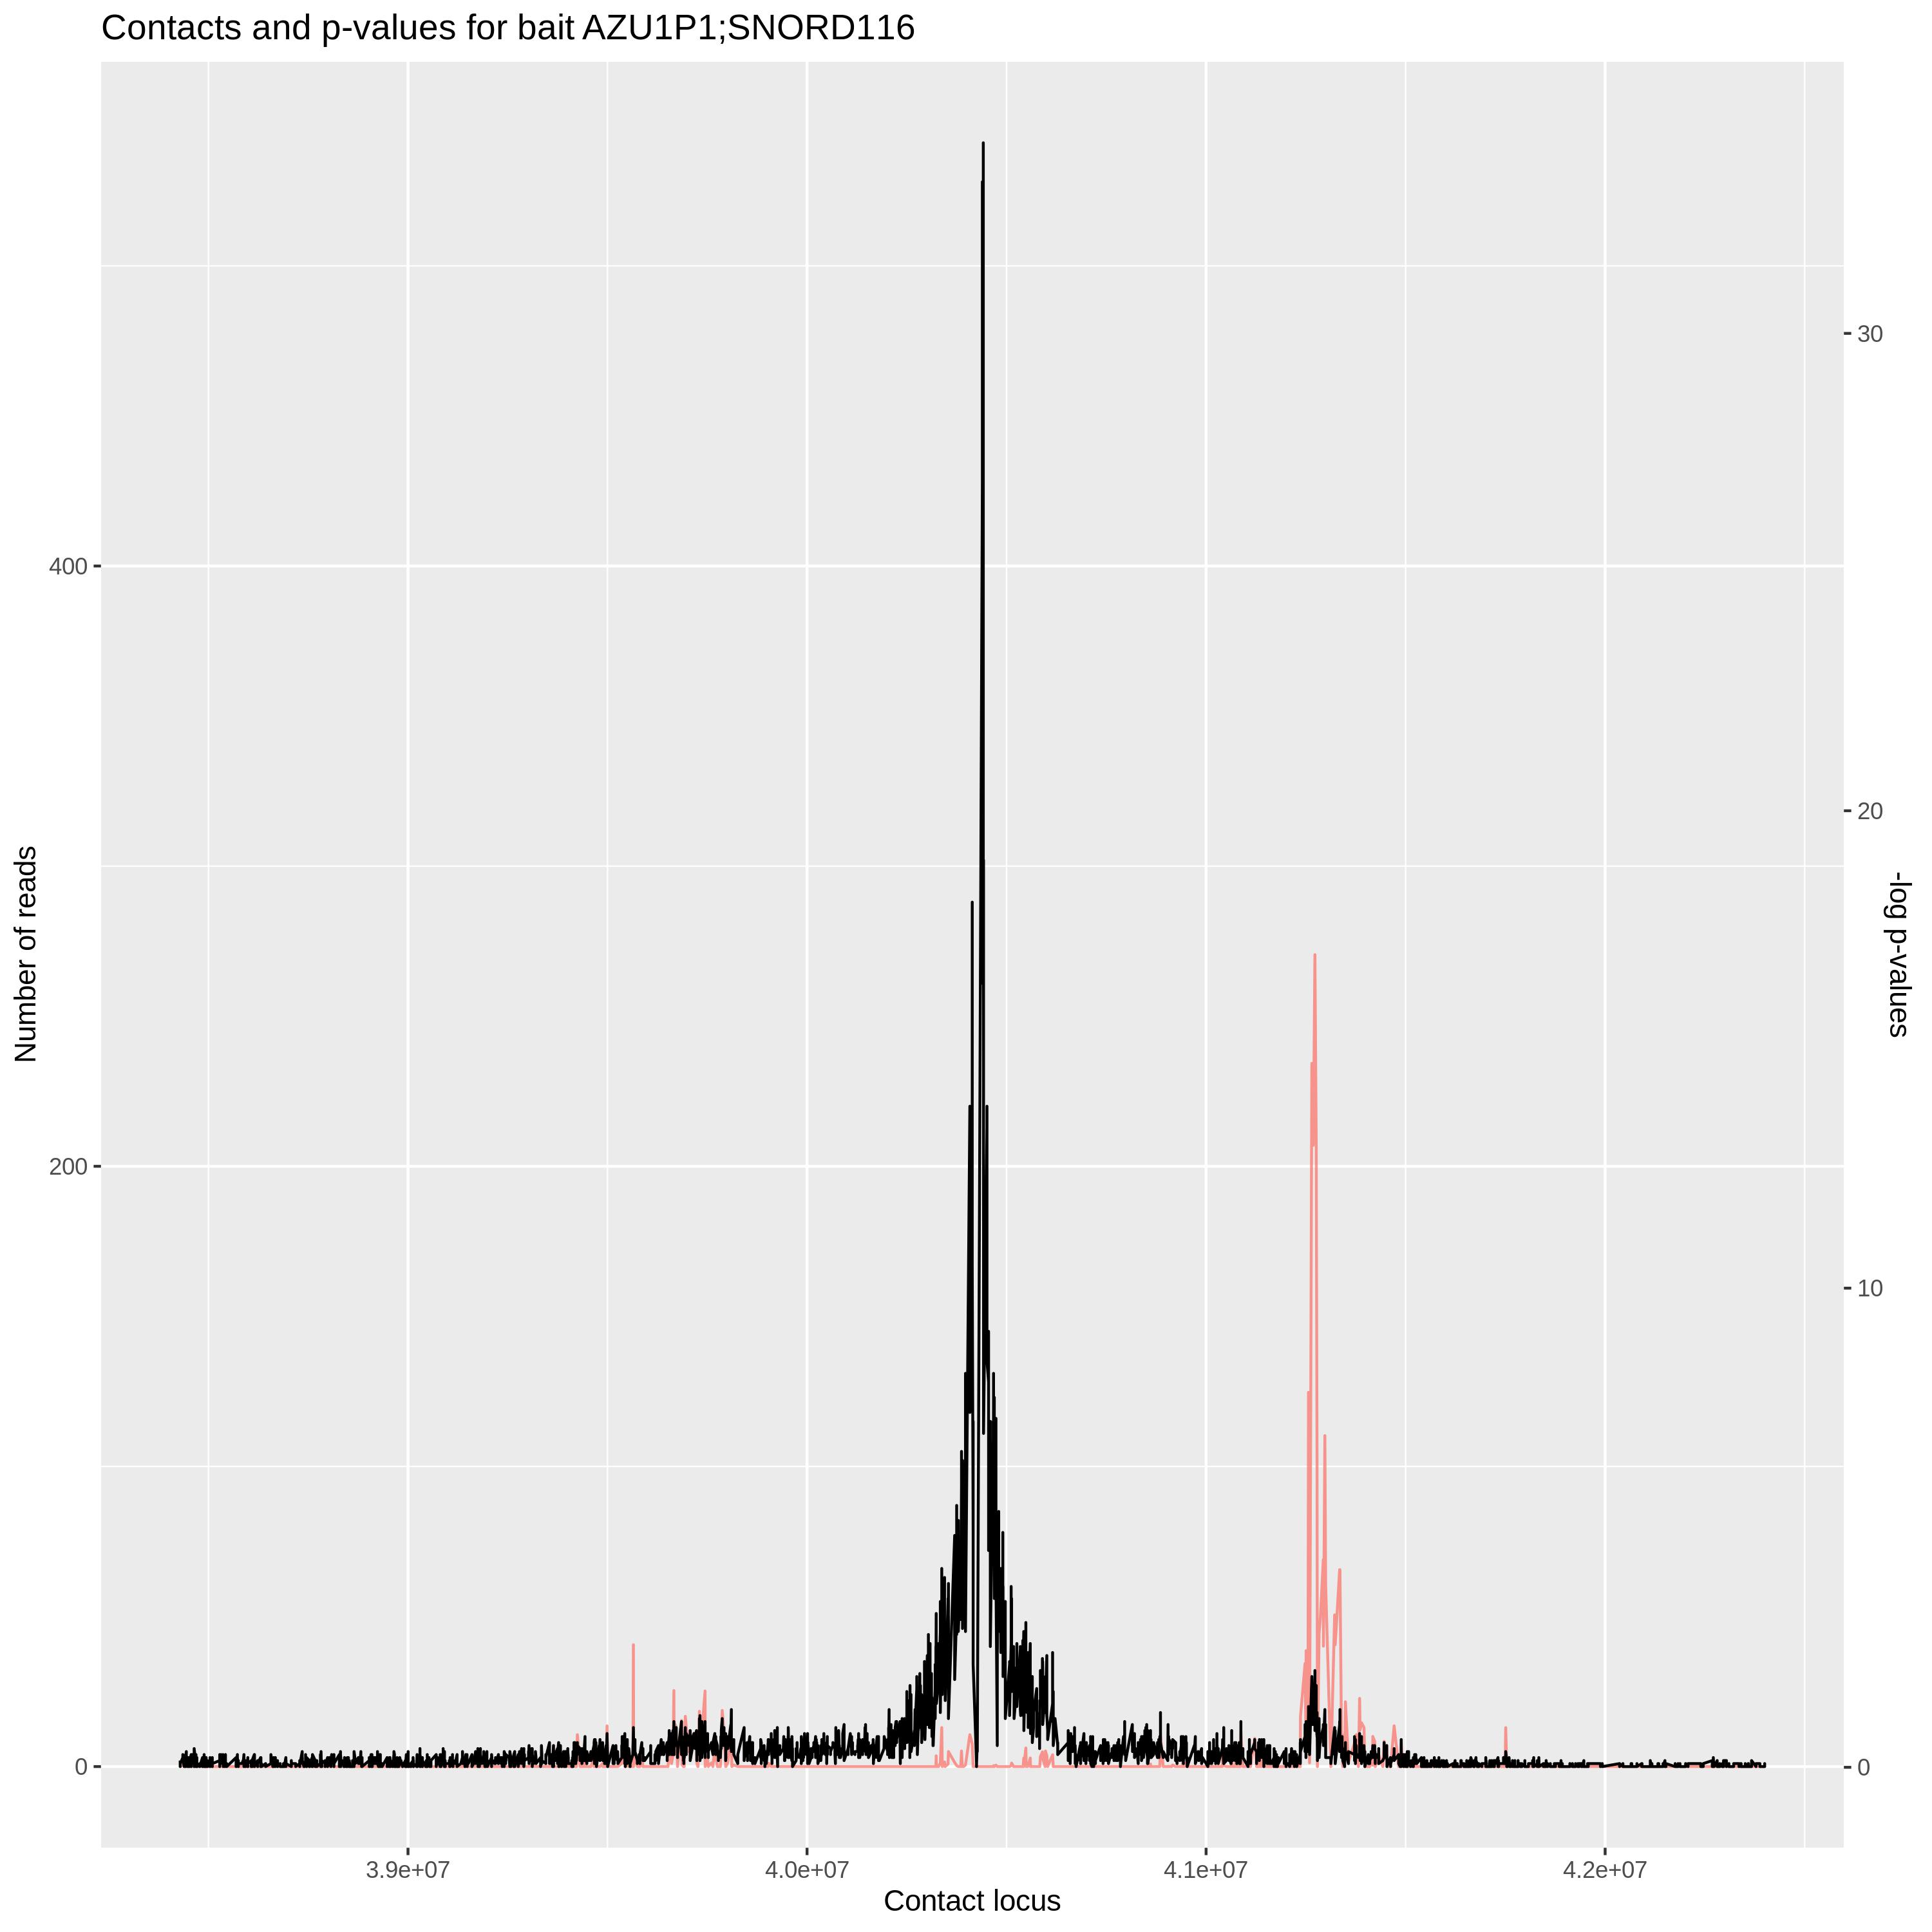 Contacts and p-values for bait AZU1P1;SNORD116
Number of reads
400
200
0
30
20
10
0
-log p-values
3.9e+07
4.0e+07
4.1e+07
4.2e+07
Contact locus